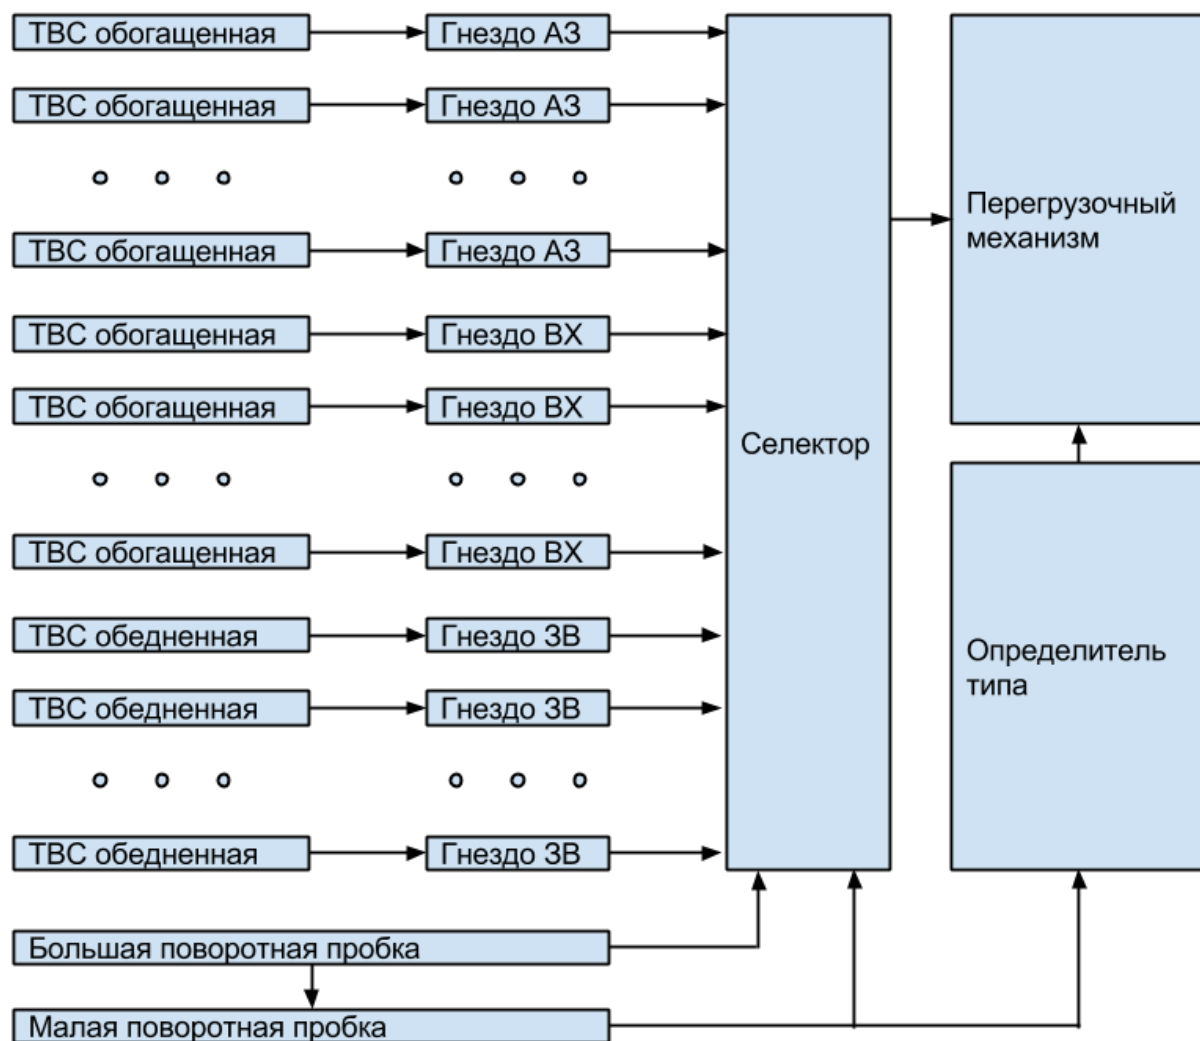 ТВС обогащенная
Гнездо АЗ
ТВС обогащенная
Гнездо АЗ
ТВС обогащенная
Гнездо АЗ
ТВС обогащенная
Гнездо ВХ
ТВС обогащенная
Гнездо ВХ
ТВС обогащенная
Гнездо ВХ
ТВС обедненная
Гнездо ЗВ
ТВС обедненная
Гнездо ЗВ
ТВС обедненная
Гнездо ЗВ
Большая поворотная пробка
Малая поворотная пробка
Селектор
Перегрузочный
механизм
Определитель
типа